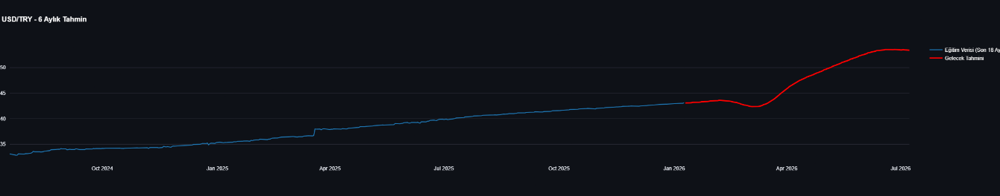 USD/TRY - 6 Aylık Tahmin
Eğitim Verisi (Son 18 Ay
Gelecek Tahmini
50
45
40
35
Oct 2024 Jan 2025 Apr 2025 Jul 2025 Oct 2025 Jan 2026 Apr 2026 Jul 2026